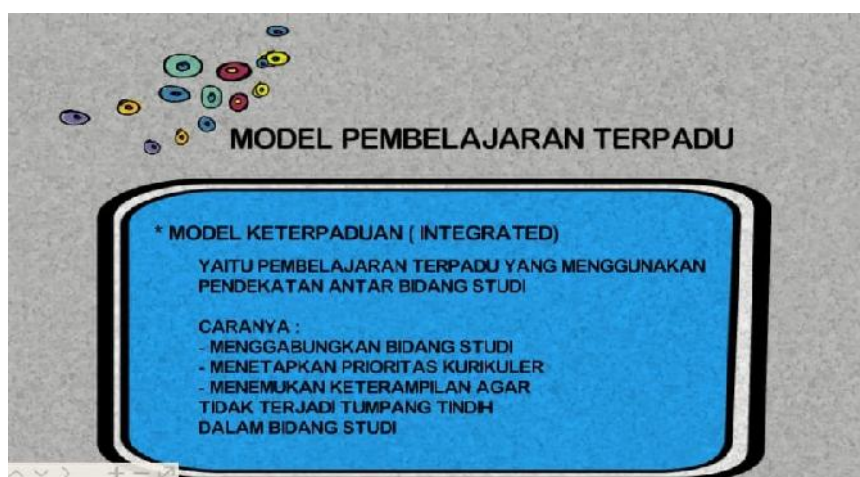 MODEL PEMBELAJARAN TERPADU
* MODEL KETERPADUAN ( INTEGRATED)
YAITU PEMBELAJARAN TERPADU YANG MENGGUNAKAN
PENDEKATAN ANTAR BIDANG STUDI
CARANYA :
- MENGGABUNGKAN BIDANG STUDI
- MENETAPKAN PRIORITAS KURIKULER
- MENEMUKAN KETERAMPILAN AGAR
TIDAK TERJADI TUMPANG TINDIH
DALAM BIDANG STUDI